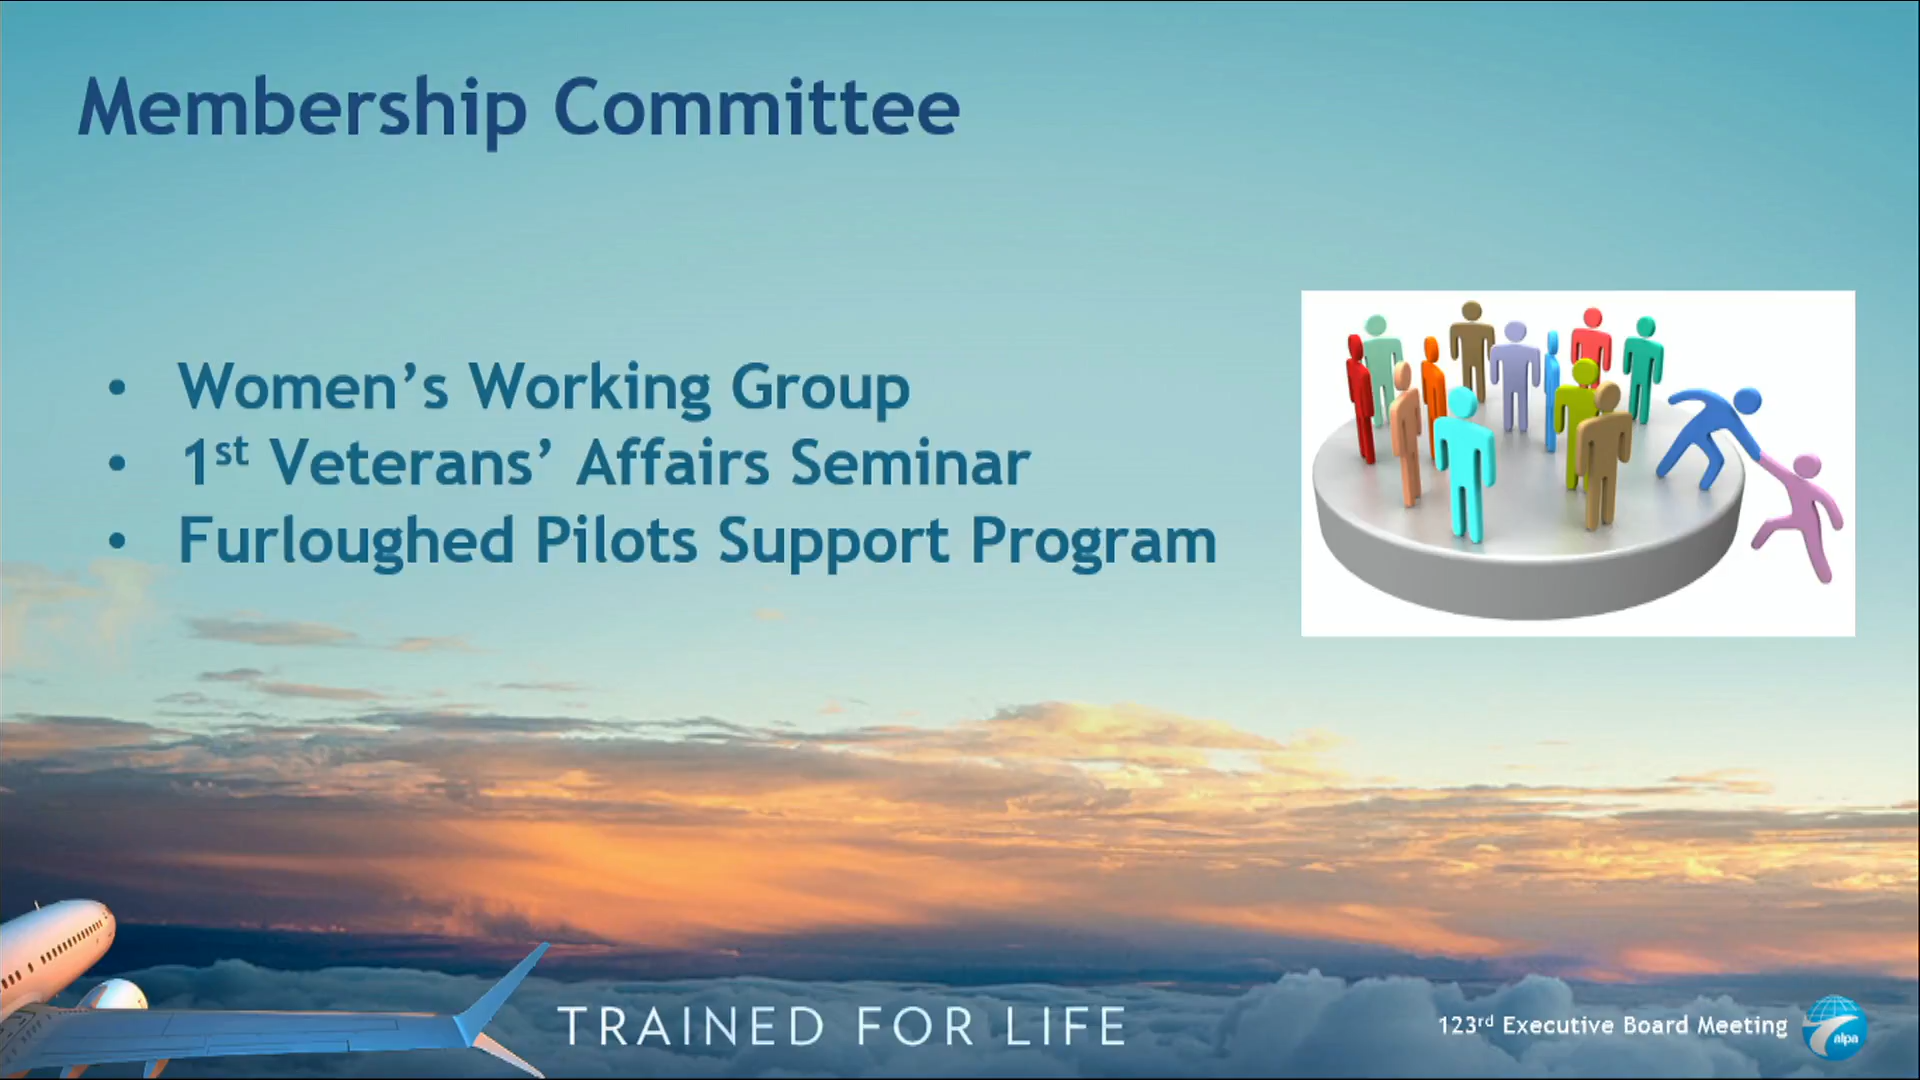 Membership Committee
• Women’s Working Group
• 1st Veterans’ Affairs Seminar
• Furloughed Pilots Support Program
TRAINED FOR LIFE
123rd Executive Board Meeting
alpa